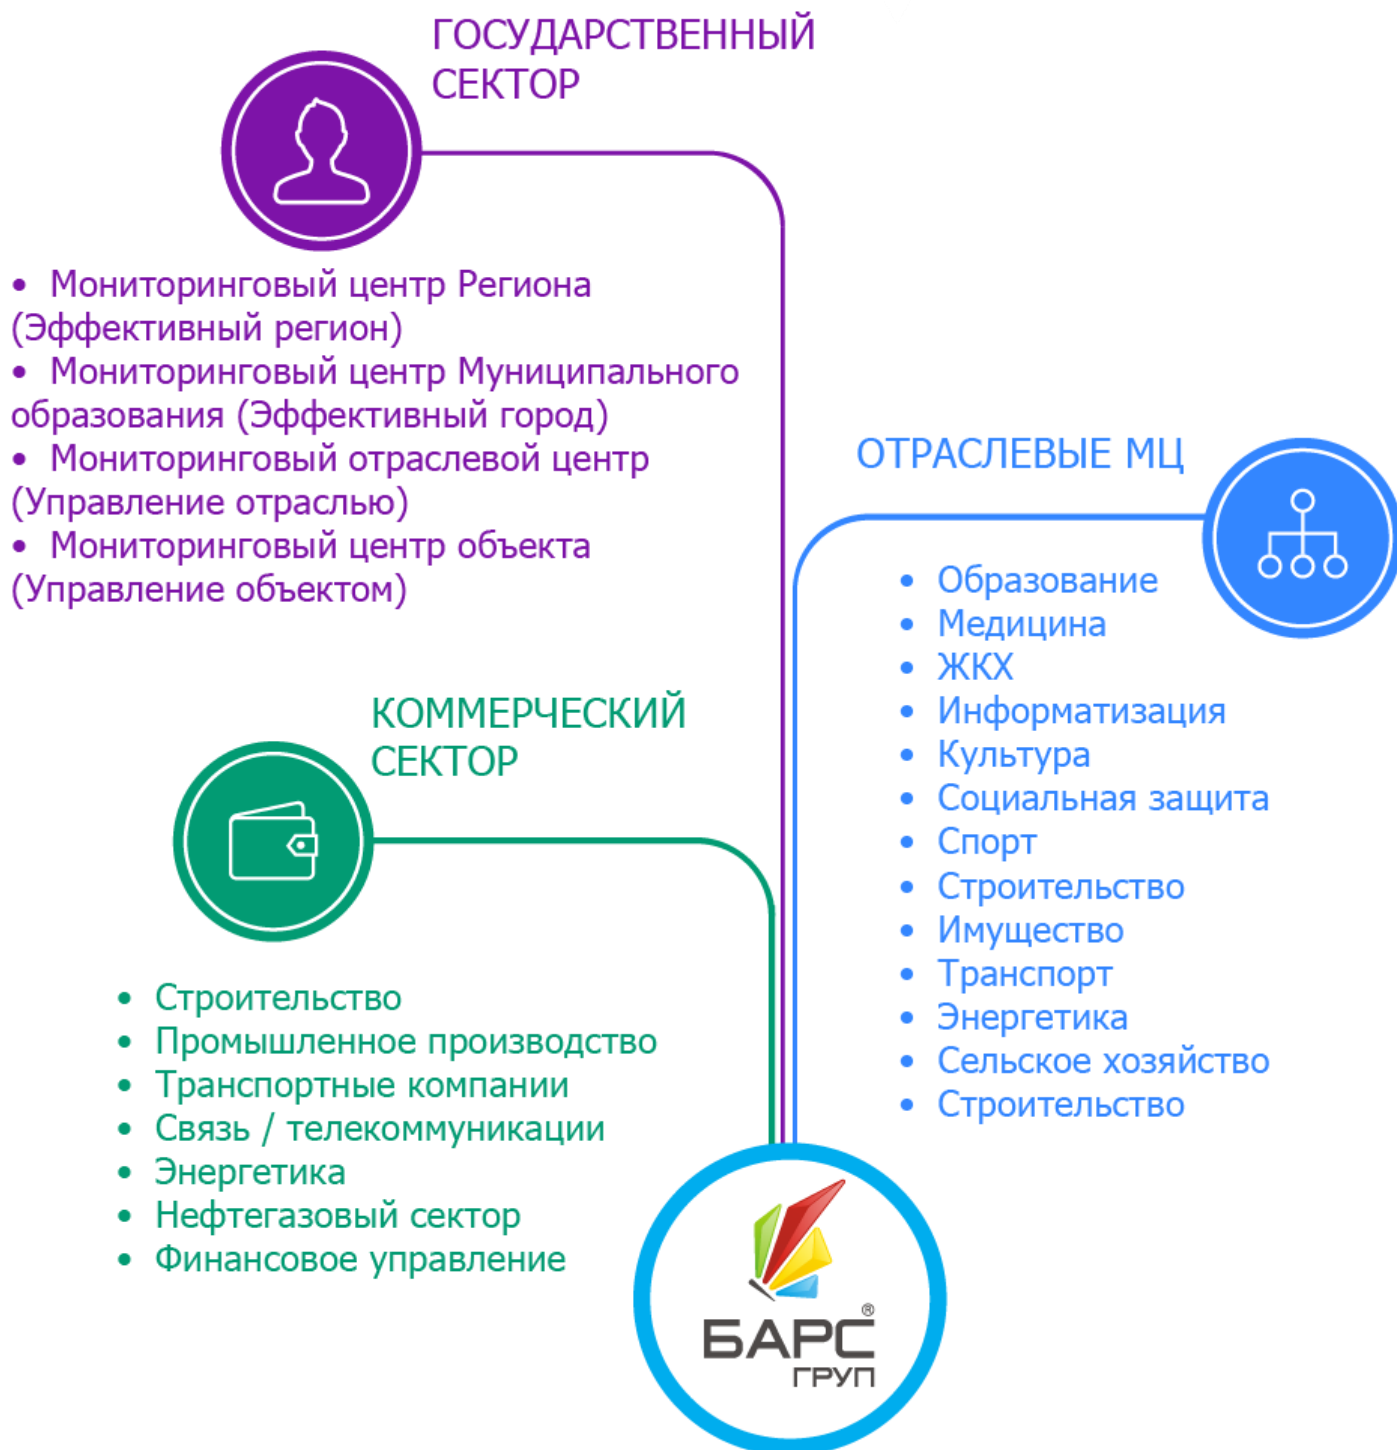 ГОСУДАРСТВЕННЫЙ
СЕКТОР
• Мониторинговый центр Региона
(Эффективный регион)
• Мониторинговый центр Муниципального
образования (Эффективный город)
• Мониторинговый отраслевой центр
(Управление отраслью)
• Мониторинговый центр объекта
(Управление объектом)
ОТРАСЛЕВЫЕ МЦ
• Образование
• Медицина
• ЖКХ
• Информатизация
• Культура
• Социальная защита
• Спорт
• Строительство
• Имущество
• Транспорт
• Энергетика
• Сельское хозяйство
• Строительство
КОММЕРЧЕСКИЙ
СЕКТОР
• Строительство
• Промышленное производство
• Транспортные компании
• Связь / телекоммуникации
• Энергетика
• Нефтегазовый сектор
• Финансовое управление
БАРС®
ГРУП